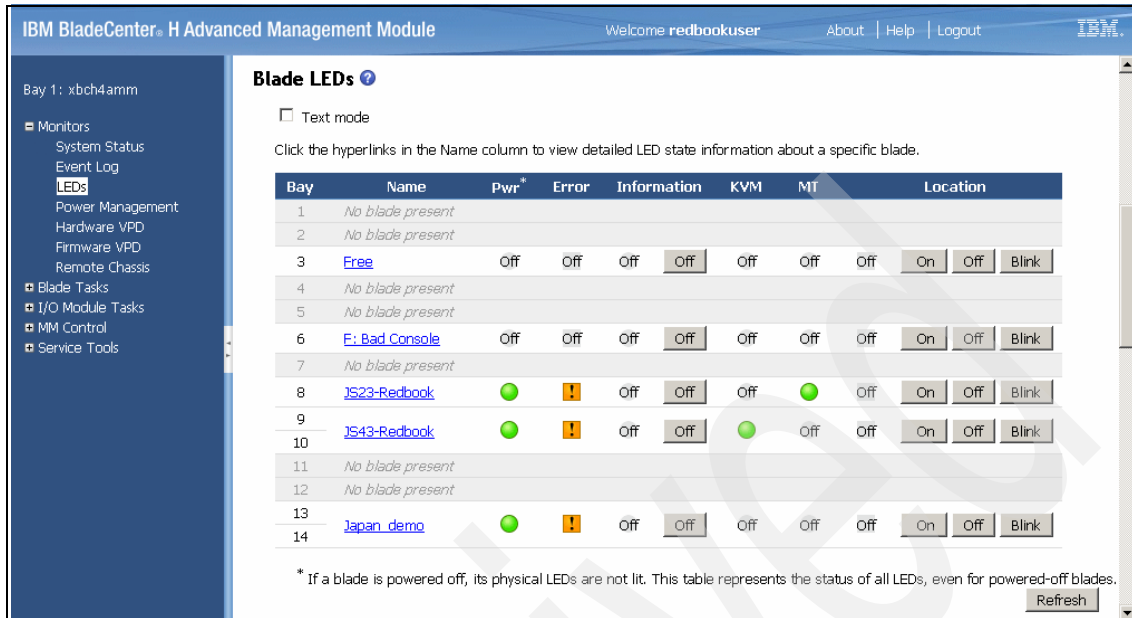 IBM BladeCenter® H Advanced Management Module Welcome redbookuser About | Help | Logout IBM.
Bay 1: xbch4amm
Monitors
System Status
Event Log
LEDs
Power Management
Hardware VPD
Firmware VPD
Remote Chassis
Blade Tasks
I/O Module Tasks
MM Control
Service Tools
Blade LEDs ?
Text mode
Click the hyperlinks in the Name column to view detailed LED state information about a specific blade.
Bay Name Pwr* Error Information KVM MT Location
1 No blade present
2 No blade present
3 Free Off Off Off Off Off Off Off On Off Blink
4 No blade present
5 No blade present
6 F: Bad Console Off Off Off Off Off Off Off On Off Blink
7 No blade present
8 JS23-Redbook ! Off Off Off Off On Off Blink
9
10 JS43-Redbook ! Off Off Off Off On Off Blink
11 No blade present
12 No blade present
13
14 Japan_demo ! Off Off Off Off Off On Off Blink
* If a blade is powered off, its physical LEDs are not lit. This table represents the status of all LEDs, even for powered-off blades.
Refresh